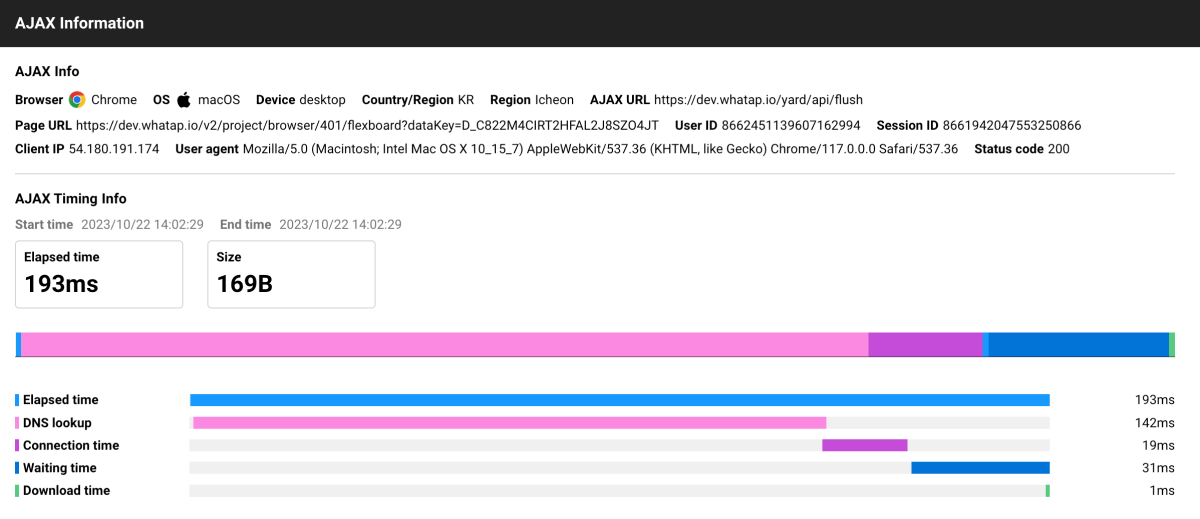 AJAX Information
AJAX Info
Browser Chrome OS macOS Device desktop Country/Region KR Region Icheon AJAX URL https://dev.whatap.io/yard/api/flush
Page URL https://dev.whatap.io/v2/project/browser/401/flexboard?dataKey=D_C822M4CIRT2HFAL2J8SZO4JT User ID 8662451139607162994 Session ID 8661942047553250866
Client IP 54.180.191.174 User agent Mozilla/5.0 (Macintosh; Intel Mac OS X 10_15_7) AppleWebKit/537.36 (KHTML, like Gecko) Chrome/117.0.0.0 Safari/537.36 Status code 200
AJAX Timing Info
Start time 2023/10/22 14:02:29 End time 2023/10/22 14:02:29
Elapsed time Size
193ms 169B
Elapsed time 193ms
DNS lookup 142ms
Connection time 19ms
Waiting time 31ms
Download time 1ms